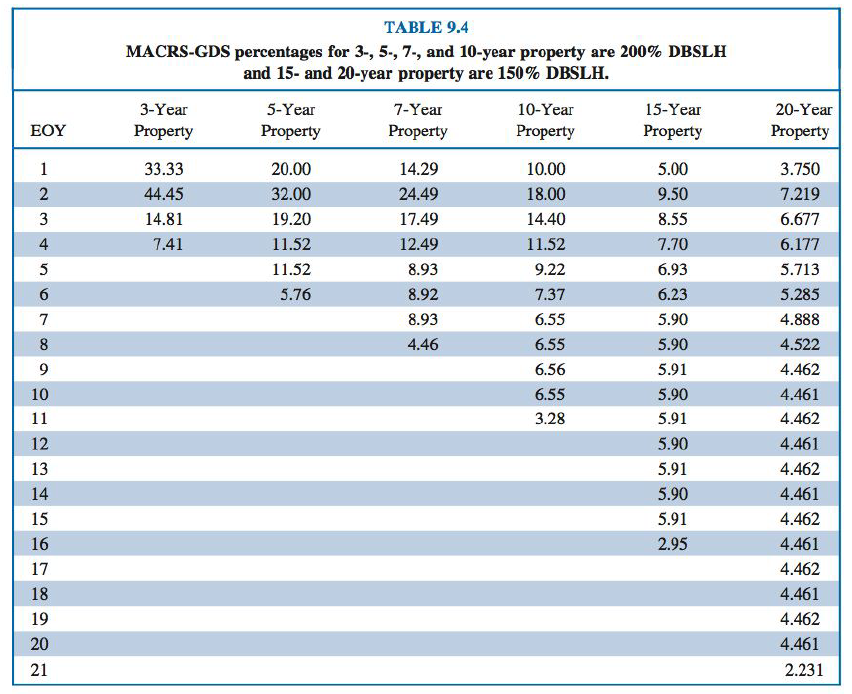 TABLE 9.4
MACRS-GDS percentages for 3-, 5-, 7-, and 10-year property are 200% DBSLH
and 15- and 20-year property are 150% DBSLH.
3-Year 5-Year 7-Year 10-Year 15-Year 20-Year
EOY Property Property Property Property Property Property
1 33.33 20.00 14.29 10.00 5.00 3.750
2 44.45 32.00 24.49 18.00 9.50 7.219
3 14.81 19.20 17.49 14.40 8.55 6.677
4 7.41 11.52 12.49 11.52 7.70 6.177
5 11.52 8.93 9.22 6.93 5.713
6 5.76 8.92 7.37 6.23 5.285
7 8.93 6.55 5.90 4.888
8 4.46 6.55 5.90 4.522
9 6.56 5.91 4.462
10 6.55 5.90 4.461
11 3.28 5.91 4.462
12 5.90 4.461
13 5.91 4.462
14 5.90 4.461
15 5.91 4.462
16 2.95 4.461
17 4.462
18 4.461
19 4.462
20 4.461
21 2.231